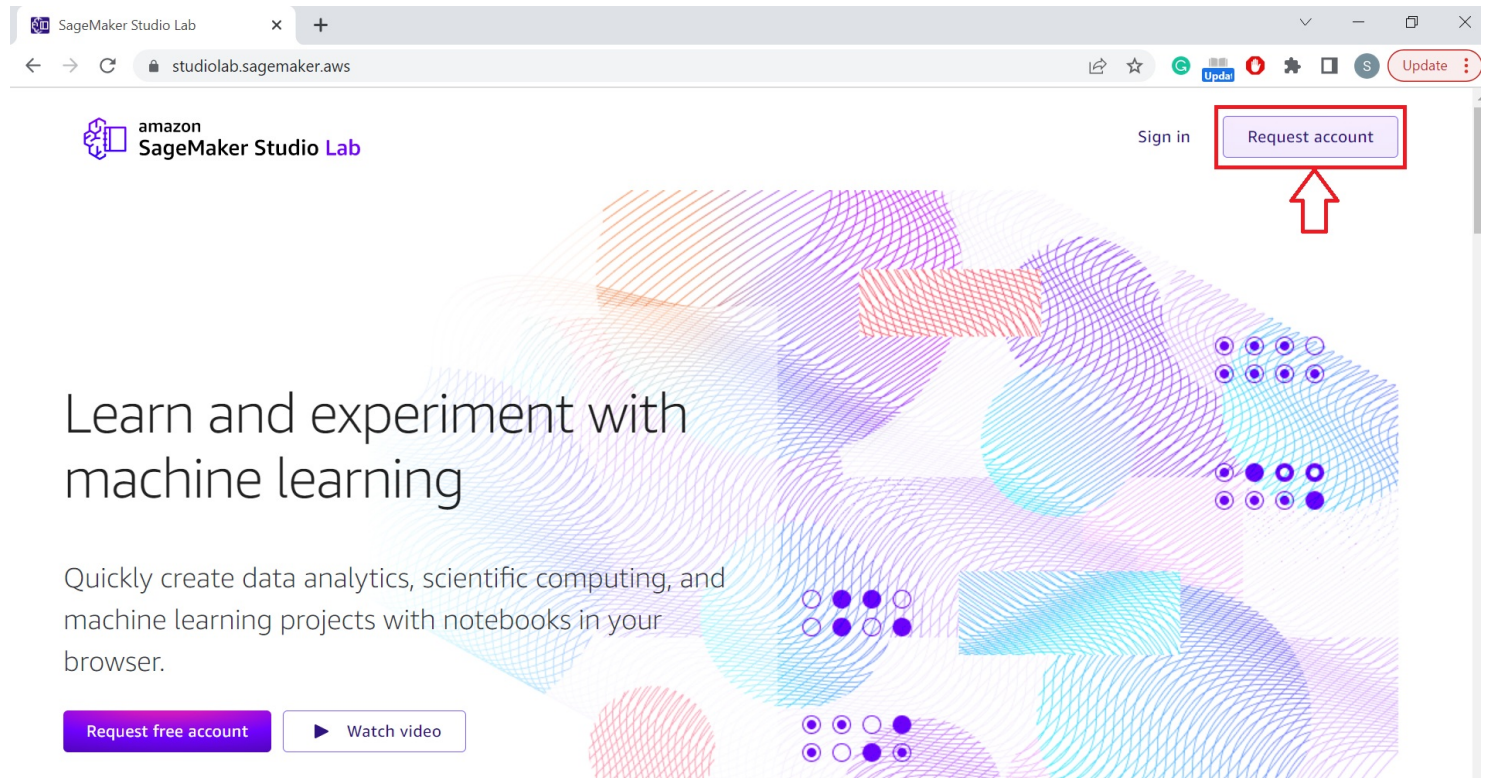 SageMaker Studio Lab
studiolab.sagemaker.aws
G
Updat
S
Update
amazon
SageMaker Studio Lab
Sign in
Request account
Learn and experiment with
machine learning
Quickly create data analytics, scientific computing, and
machine learning projects with notebooks in your
browser.
Request free account
Watch video